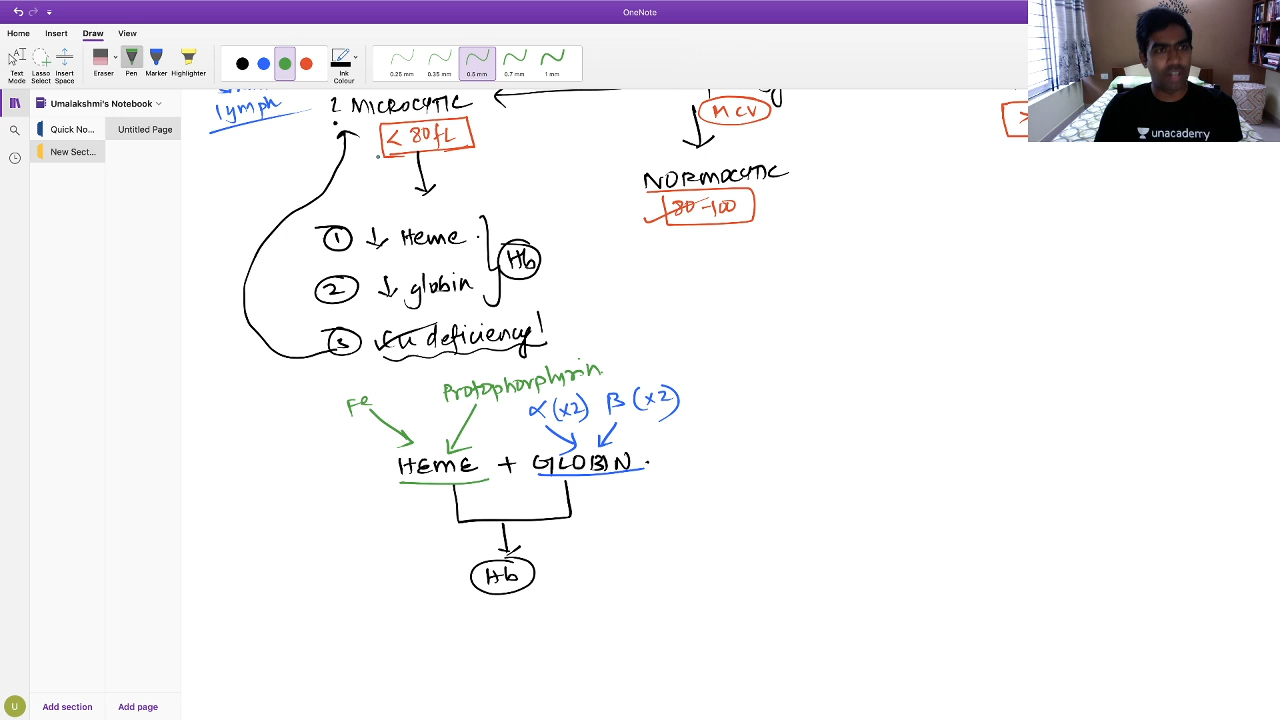 OneNote
Home Insert Draw View
Text Mode
Lasso Select
Insert Space
Eraser
Pen
Marker
Highlighter
Ink Colour
0.25 mm
0.35 mm
0.5 mm
0.7 mm
1 mm
Umalakshmi's Notebook
Quick No...
New Sect...
Untitled Page
lymph
? MICROCYTIC
< 80 fL
MCV
NORMOCYTIC
80-100
① ↓ Heme
② ↓ globin
Hb
③ Cu deficiency!
Fe
Protophorphyrin
α (x2) β (x2)
HEME + GLOBIN
Hb
unacademy
U
Add section
Add page